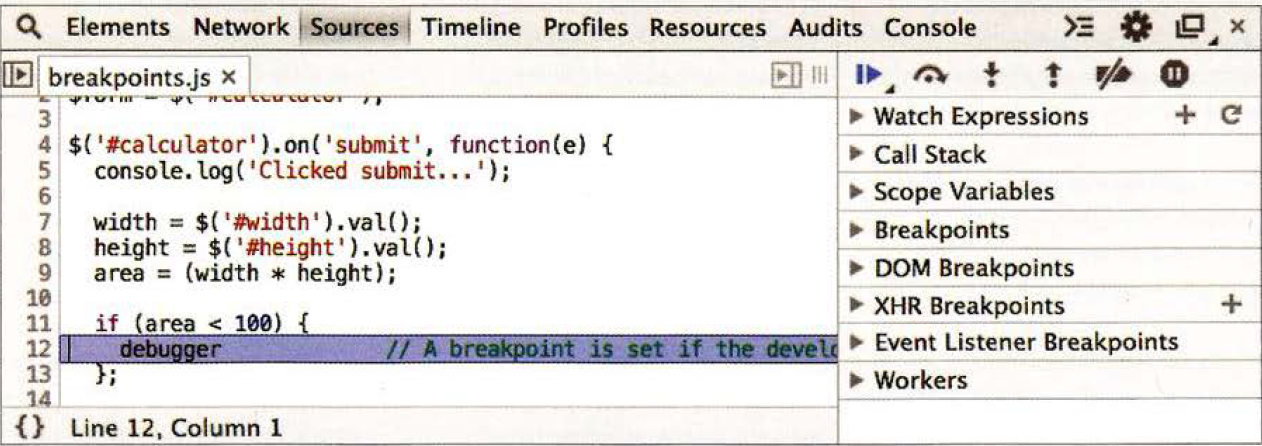 Elements Network Sources Timeline Profiles Resources Audits Console
breakpoints.js ×
2 $form = $('#calculator');
3
4 $('#calculator').on('submit', function(e) {
5 console.log('Clicked submit...');
6
7 width = $('#width').val();
8 height = $('#height').val();
9 area = (width * height);
10
11 if (area < 100) {
12 debugger // A breakpoint is set if the develo
13 };
14
{} Line 12, Column 1
Watch Expressions
Call Stack
Scope Variables
Breakpoints
DOM Breakpoints
XHR Breakpoints
Event Listener Breakpoints
Workers